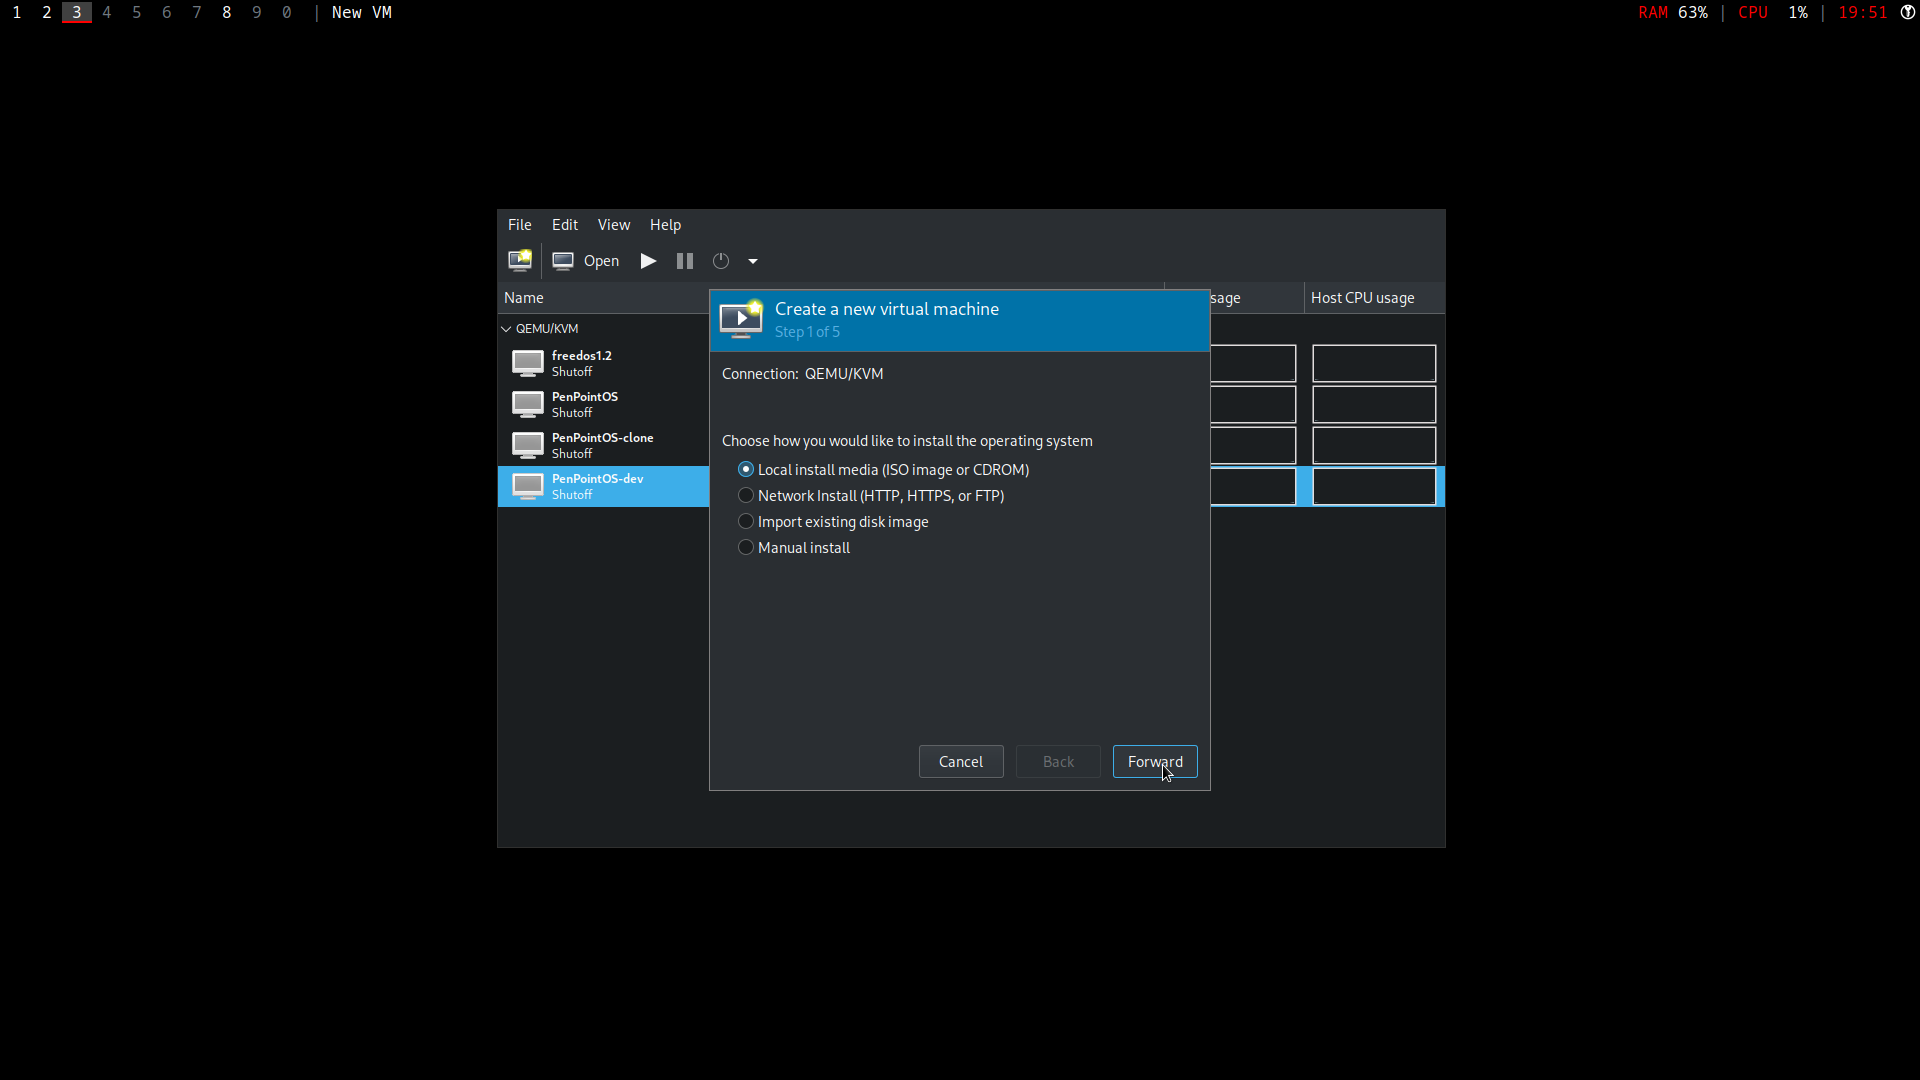 1 2 3 4 5 6 7 8 9 0 | New VM
RAM 63% | CPU 1% | 19:51
File Edit View Help
Open
Name
sage
Host CPU usage
QEMU/KVM
freedos1.2
Shutoff
PenPointOS
Shutoff
PenPointOS-clone
Shutoff
PenPointOS-dev
Shutoff
Create a new virtual machine
Step 1 of 5
Connection: QEMU/KVM
Choose how you would like to install the operating system
Local install media (ISO image or CDROM)
Network Install (HTTP, HTTPS, or FTP)
Import existing disk image
Manual install
Cancel Back Forward